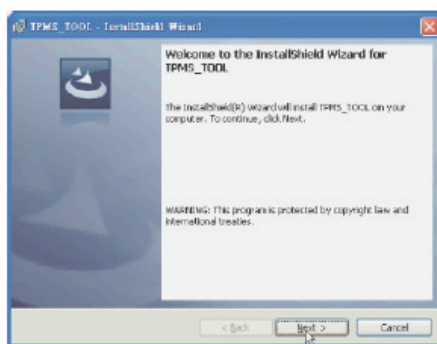 TPMS_TOOL - InstallShield Wizard
Welcome to the InstallShield Wizard for
TPMS_TOOL
The InstallShield(R) Wizard will install TPMS_TOOL on your
computer. To continue, click Next.
WARNING: This program is protected by copyright law and
international treaties.
< Back Next > Cancel